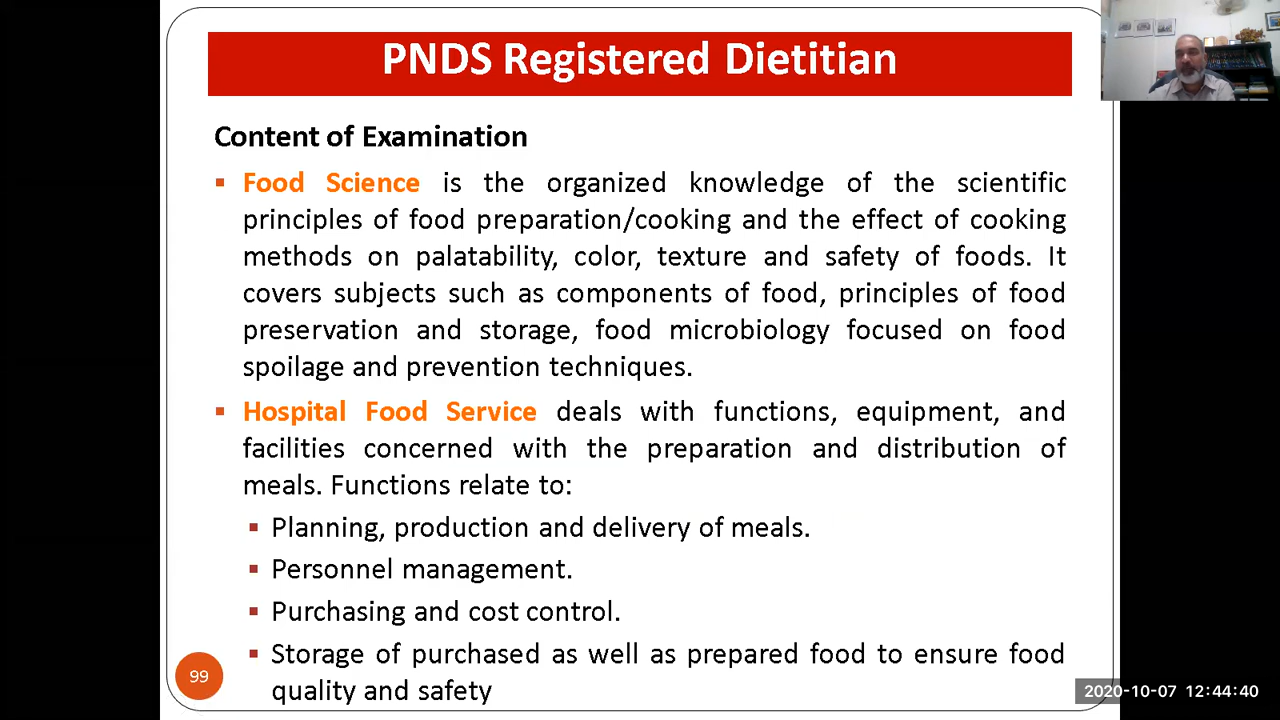 PNDS Registered Dietitian
Content of Examination
▪ Food Science is the organized knowledge of the scientific
principles of food preparation/cooking and the effect of cooking
methods on palatability, color, texture and safety of foods. It
covers subjects such as components of food, principles of food
preservation and storage, food microbiology focused on food
spoilage and prevention techniques.
▪ Hospital Food Service deals with functions, equipment, and
facilities concerned with the preparation and distribution of
meals. Functions relate to:
▪ Planning, production and delivery of meals.
▪ Personnel management.
▪ Purchasing and cost control.
▪ Storage of purchased as well as prepared food to ensure food
quality and safety
99
2020-10-07 12:44:40